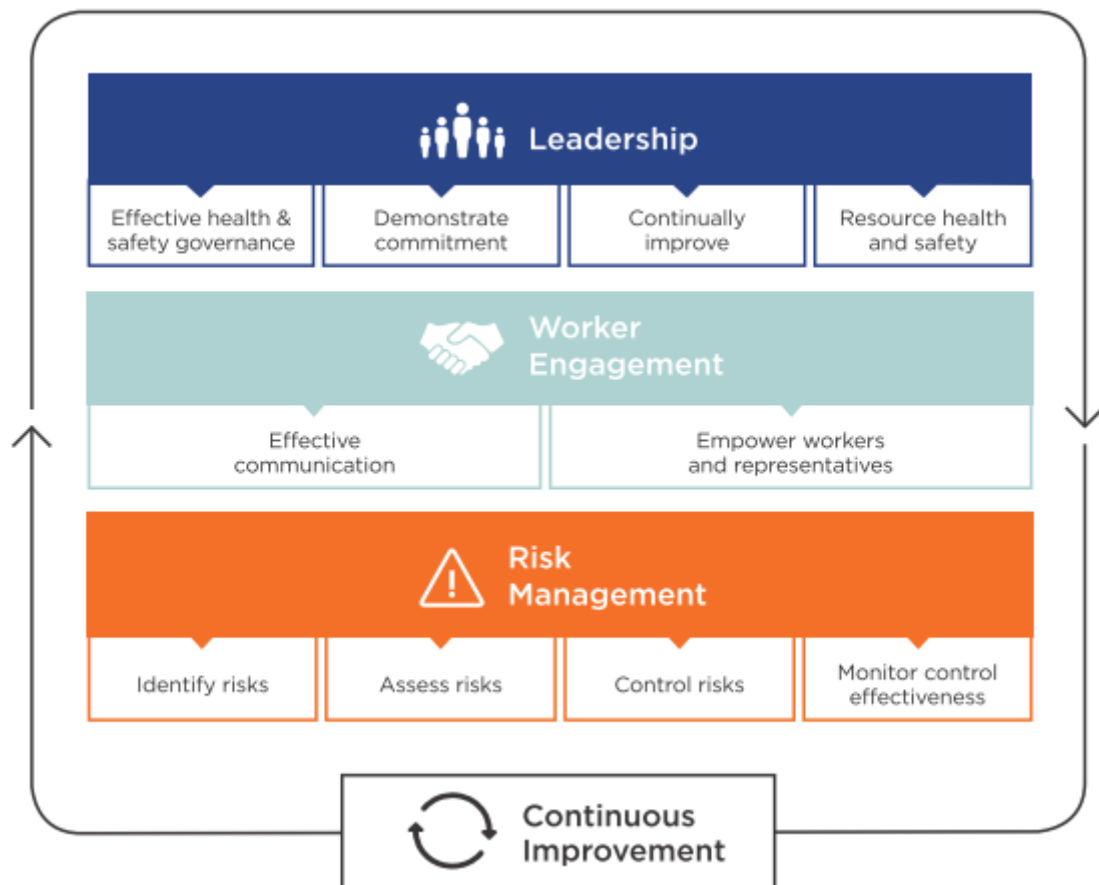 Leadership
Effective health &
safety governance
Demonstrate
commitment
Continually
improve
Resource health
and safety
Worker
Engagement
Effective
communication
Empower workers
and representatives
Risk
Management
Identify risks
Assess risks
Control risks
Monitor control
effectiveness
Continuous
Improvement